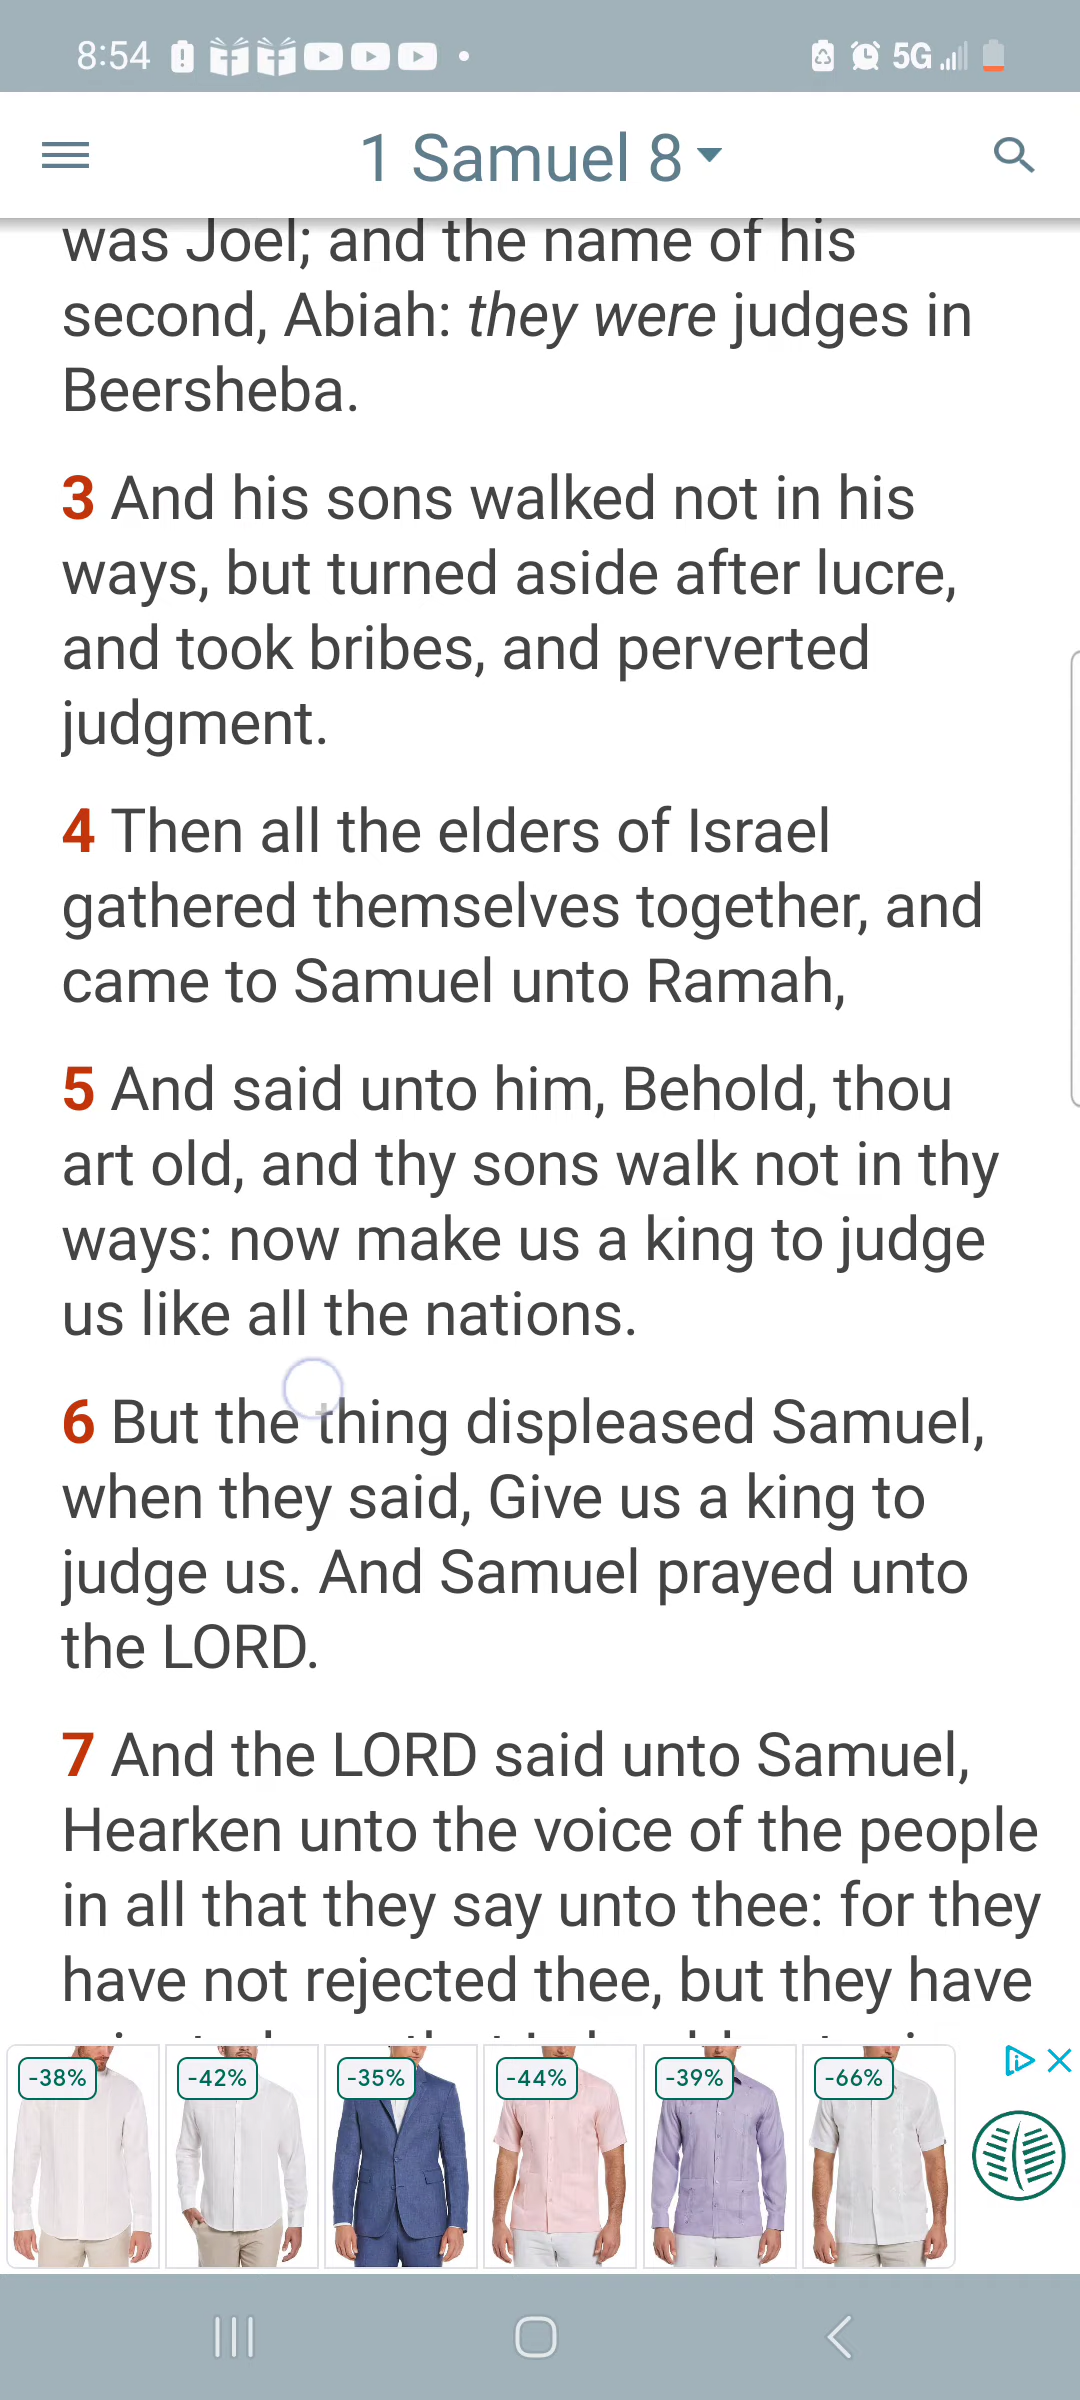 8:54
5G
1 Samuel 8
was Joel; and the name of his
second, Abiah: they were judges in
Beersheba.
3 And his sons walked not in his
ways, but turned aside after lucre,
and took bribes, and perverted
judgment.
4 Then all the elders of Israel
gathered themselves together, and
came to Samuel unto Ramah,
5 And said unto him, Behold, thou
art old, and thy sons walk not in thy
ways: now make us a king to judge
us like all the nations.
6 But the thing displeased Samuel,
when they said, Give us a king to
judge us. And Samuel prayed unto
the LORD.
7 And the LORD said unto Samuel,
Hearken unto the voice of the people
in all that they say unto thee: for they
have not rejected thee, but they have
-38% -42% -35% -44% -39% -66%